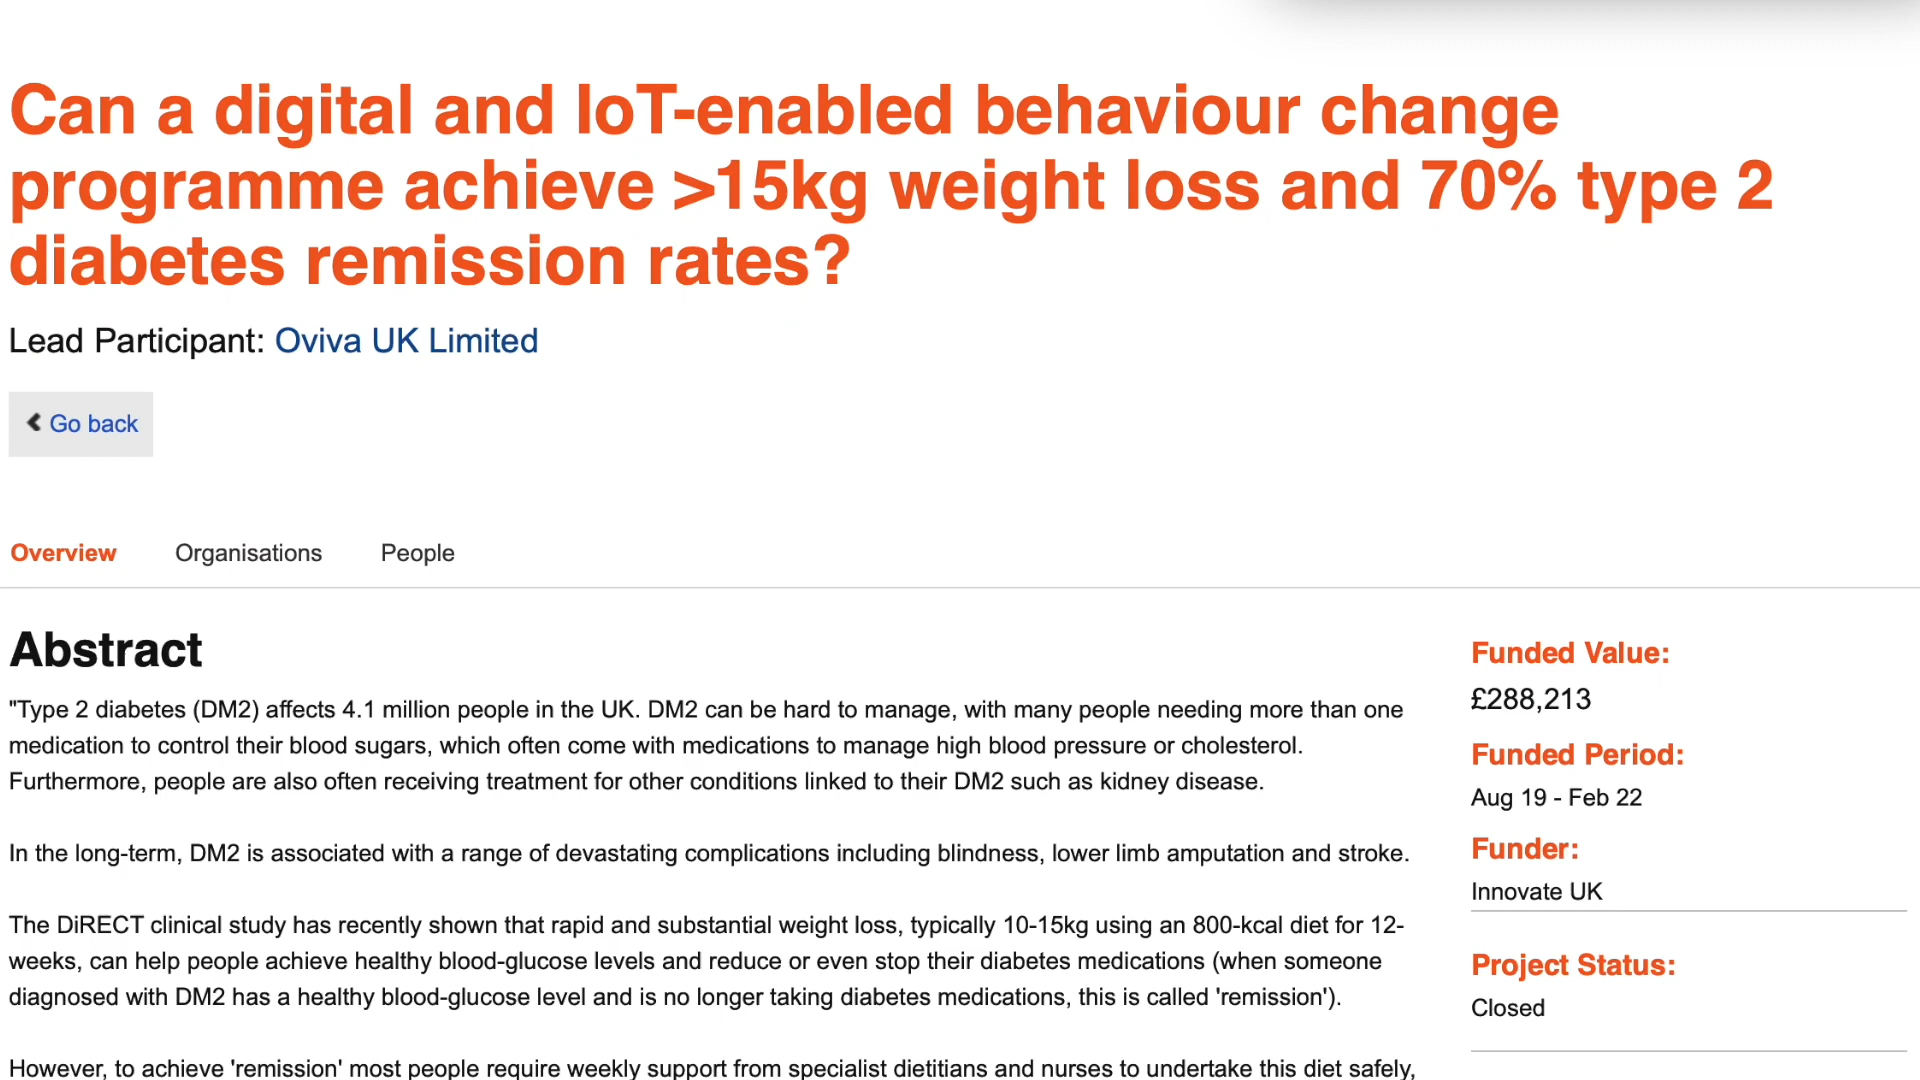 Can a digital and IoT-enabled behaviour change
programme achieve >15kg weight loss and 70% type 2
diabetes remission rates?
Lead Participant: Oviva UK Limited
Go back
Overview
Organisations
People
Abstract
"Type 2 diabetes (DM2) affects 4.1 million people in the UK. DM2 can be hard to manage, with many people needing more than one
medication to control their blood sugars, which often come with medications to manage high blood pressure or cholesterol.
Furthermore, people are also often receiving treatment for other conditions linked to their DM2 such as kidney disease.
In the long-term, DM2 is associated with a range of devastating complications including blindness, lower limb amputation and stroke.
The DiRECT clinical study has recently shown that rapid and substantial weight loss, typically 10-15kg using an 800-kcal diet for 12-
weeks, can help people achieve healthy blood-glucose levels and reduce or even stop their diabetes medications (when someone
diagnosed with DM2 has a healthy blood-glucose level and is no longer taking diabetes medications, this is called 'remission').
However, to achieve 'remission' most people require weekly support from specialist dietitians and nurses to undertake this diet safely,
Funded Value:
£288,213
Funded Period:
Aug 19 - Feb 22
Funder:
Innovate UK
Project Status:
Closed